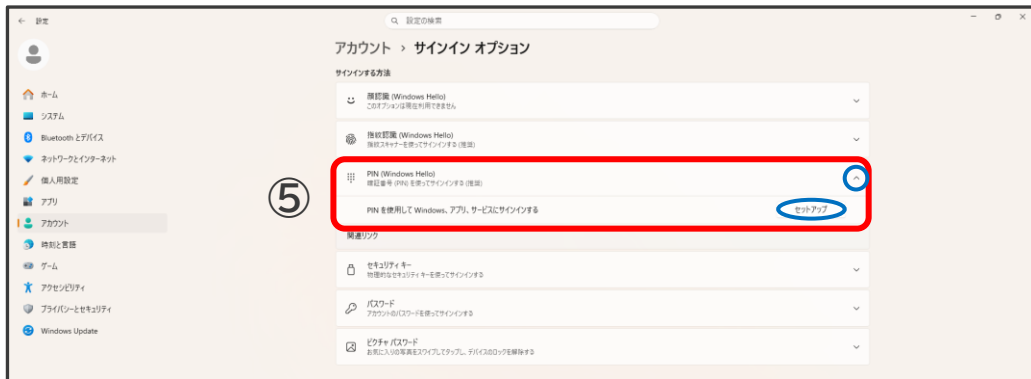 設定
設定の検索
アカウント › サインイン オプション
サインインする方法
ホーム
システム
Bluetooth とデバイス
ネットワークとインターネット
個人用設定
アプリ
アカウント
時刻と言語
ゲーム
アクセシビリティ
プライバシーとセキュリティ
Windows Update
顔認識 (Windows Hello)
このオプションは現在利用できません
指紋認識 (Windows Hello)
指紋スキャナーを使ってサインインする (推奨)
⑤
PIN (Windows Hello)
暗証番号 (PIN) を使ってサインインする (推奨)
PIN を使用して Windows、アプリ、サービスにサインインする
セットアップ
関連リンク
セキュリティ キー
物理的なセキュリティ キーを使ってサインインする
パスワード
アカウントのパスワードを使ってサインインする
ピクチャ パスワード
お気に入りの写真をスワイプしてタップし、デバイスのロックを解除する